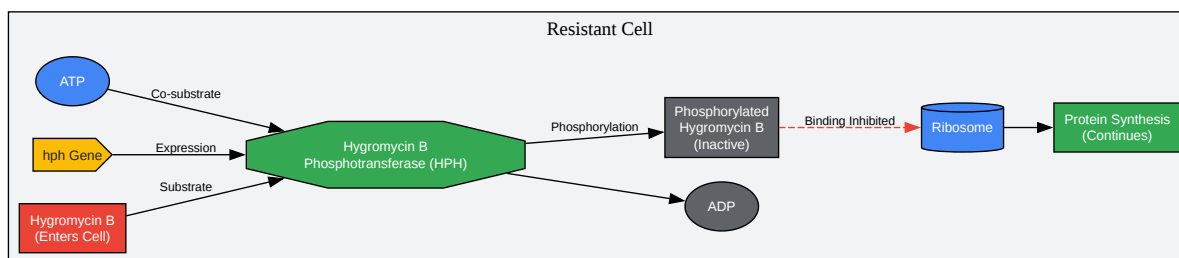 Resistant Cell
ATP
Co-substrate
hph Gene
Expression
Hygromycin B
(Enters Cell)
Substrate
Hygromycin B
Phosphotransferase (HPH)
Phosphorylation
Phosphorylated
Hygromycin B
(Inactive)
ADP
Binding Inhibited
Ribosome
Protein Synthesis
(Continues)